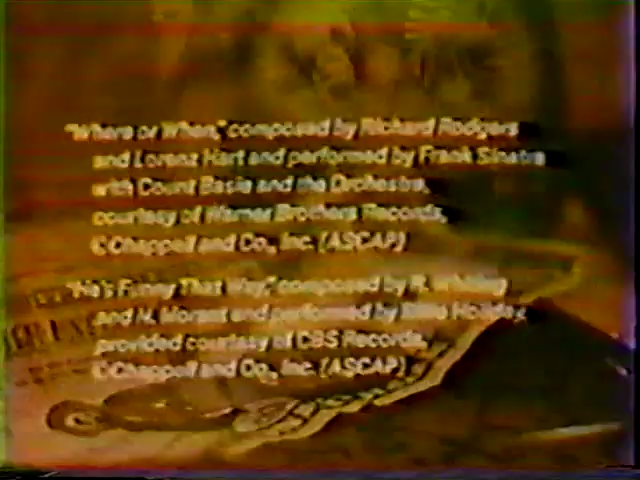 "Where or When," composed by Richard Rodgers
and Lorenz Hart and performed by Frank Sinatra
with Count Basie and the Orchestra,
courtesy of Warner Brothers Records,
©Chappell and Co., Inc. (ASCAP)
"He's Funny That Way," composed by R. Whiting
and N. Moret and performed by Billie Holiday,
provided courtesy of CBS Records,
©Chappell and Co., Inc. (ASCAP)